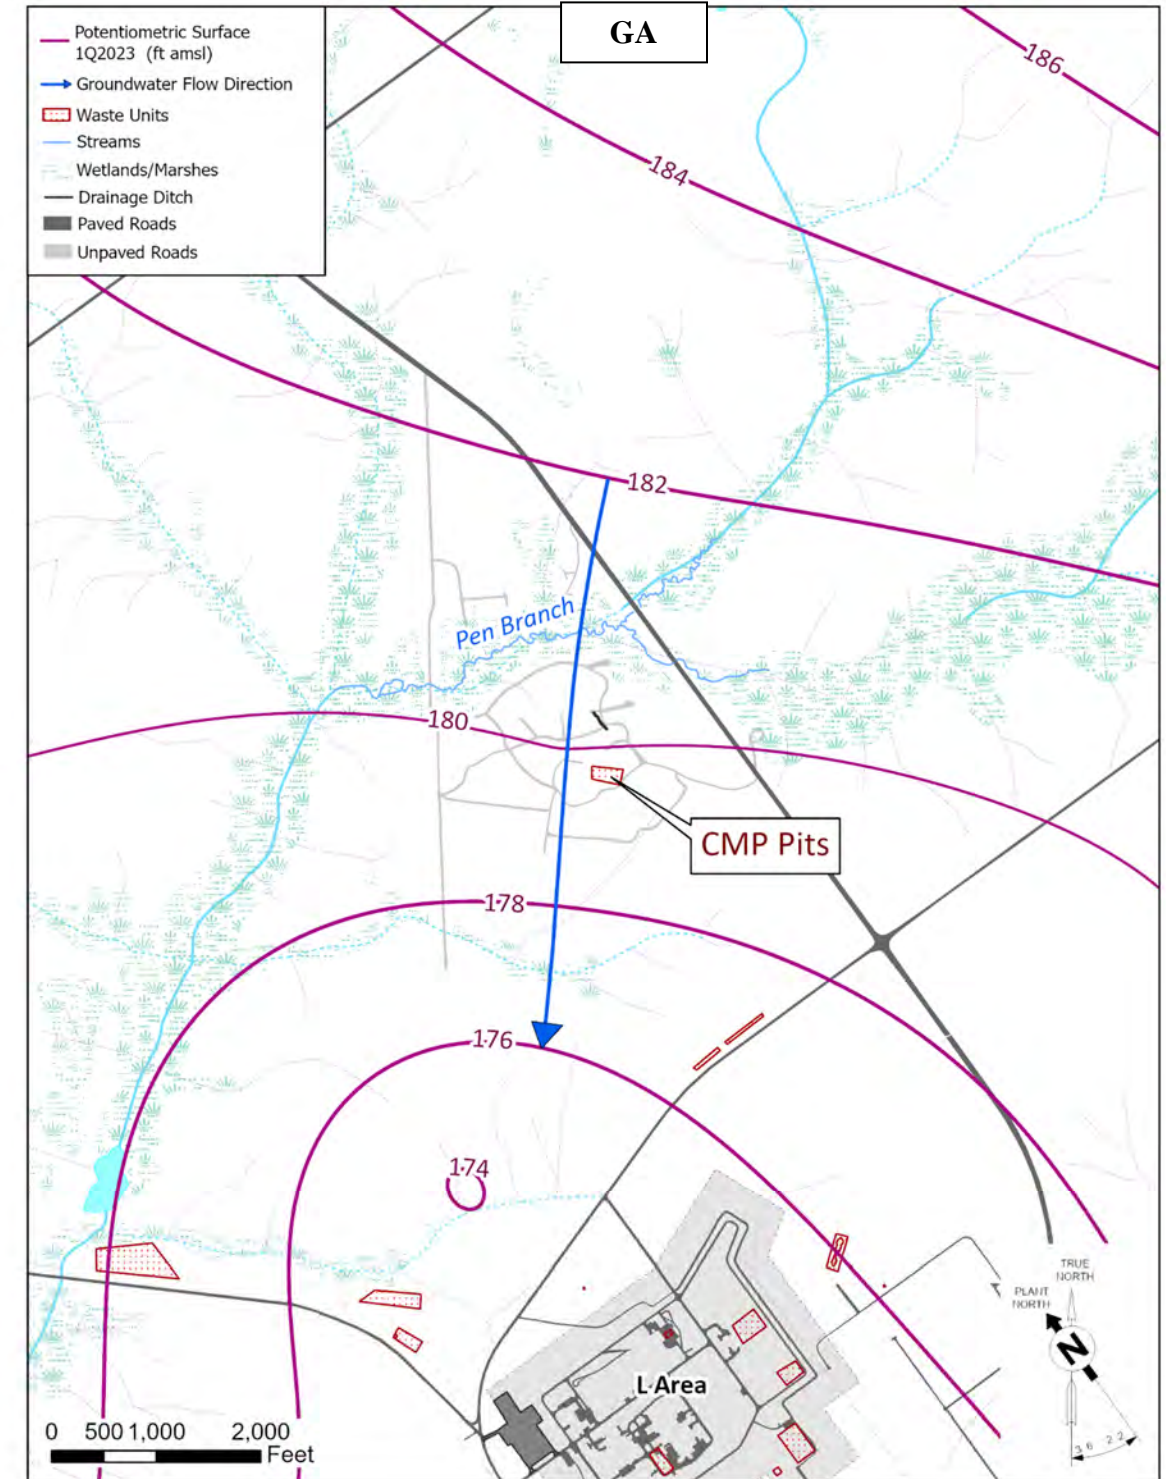 GA
Potentiometric Surface
1Q2023 (ft amsl)
Groundwater Flow Direction
Waste Units
Streams
Wetlands/Marshes
Drainage Ditch
Paved Roads
Unpaved Roads
186
184
182
Pen Branch
180
CMP Pits
178
176
174
L Area
TRUE
NORTH
PLANT
NORTH
N
0 500 1,000 2,000
Feet